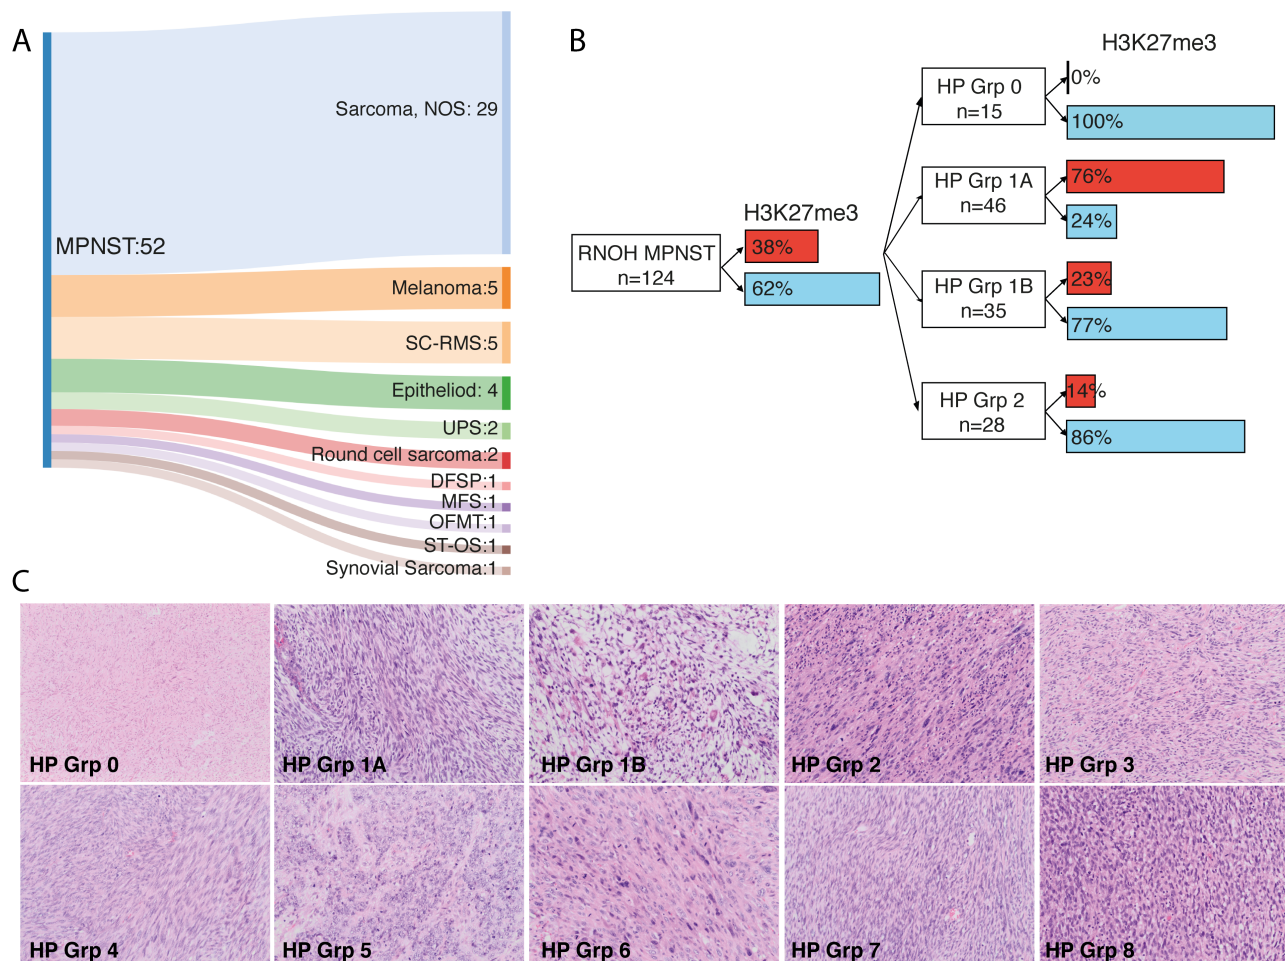 A
MPNST:52
Sarcoma, NOS: 29
Melanoma:5
SC-RMS:5
Epitheliod: 4
UPS:2
Round cell sarcoma:2
DFSP:1
MFS:1
OFMT:1
ST-OS:1
Synovial Sarcoma:1
B
RNOH MPNST
n=124
H3K27me3
38%
62%
H3K27me3
HP Grp 0
n=15
0%
100%
HP Grp 1A
n=46
76%
24%
HP Grp 1B
n=35
23%
77%
HP Grp 2
n=28
14%
86%
C
HP Grp 0
HP Grp 1A
HP Grp 1B
HP Grp 2
HP Grp 3
HP Grp 4
HP Grp 5
HP Grp 6
HP Grp 7
HP Grp 8